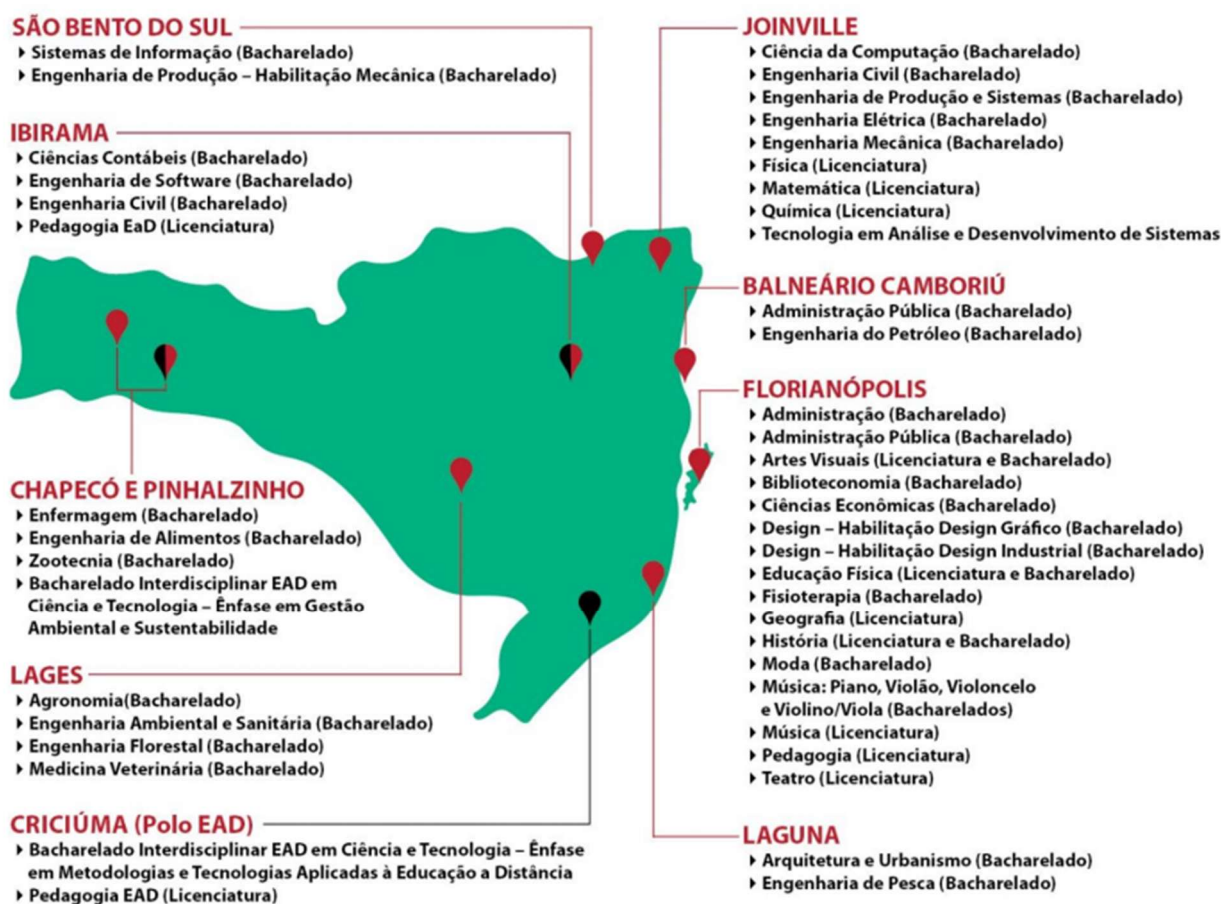 SÃO BENTO DO SUL
Sistemas de Informação (Bacharelado)
Engenharia de Produção – Habilitação Mecânica (Bacharelado)
IBIRAMA
Ciências Contábeis (Bacharelado)
Engenharia de Software (Bacharelado)
Engenharia Civil (Bacharelado)
Pedagogia EaD (Licenciatura)
CHAPECÓ E PINHALZINHO
Enfermagem (Bacharelado)
Engenharia de Alimentos (Bacharelado)
Zootecnia (Bacharelado)
Bacharelado Interdisciplinar EAD em
Ciência e Tecnologia – Ênfase em Gestão
Ambiental e Sustentabilidade
LAGES
Agronomia(Bacharelado)
Engenharia Ambiental e Sanitária (Bacharelado)
Engenharia Florestal (Bacharelado)
Medicina Veterinária (Bacharelado)
CRICIÚMA (Polo EAD)
Bacharelado Interdisciplinar EAD em Ciência e Tecnologia – Ênfase
em Metodologias e Tecnologias Aplicadas à Educação a Distância
Pedagogia EAD (Licenciatura)
JOINVILLE
Ciência da Computação (Bacharelado)
Engenharia Civil (Bacharelado)
Engenharia de Produção e Sistemas (Bacharelado)
Engenharia Elétrica (Bacharelado)
Engenharia Mecânica (Bacharelado)
Física (Licenciatura)
Matemática (Licenciatura)
Química (Licenciatura)
Tecnologia em Análise e Desenvolvimento de Sistemas
BALNEÁRIO CAMBORIÚ
Administração Pública (Bacharelado)
Engenharia do Petróleo (Bacharelado)
FLORIANÓPOLIS
Administração (Bacharelado)
Administração Pública (Bacharelado)
Artes Visuais (Licenciatura e Bacharelado)
Biblioteconomia (Bacharelado)
Ciências Econômicas (Bacharelado)
Design – Habilitação Design Gráfico (Bacharelado)
Design – Habilitação Design Industrial (Bacharelado)
Educação Física (Licenciatura e Bacharelado)
Fisioterapia (Bacharelado)
Geografia (Licenciatura)
História (Licenciatura e Bacharelado)
Moda (Bacharelado)
Música: Piano, Violão, Violoncelo
e Violino/Viola (Bacharelados)
Música (Licenciatura)
Pedagogia (Licenciatura)
Teatro (Licenciatura)
LAGUNA
Arquitetura e Urbanismo (Bacharelado)
Engenharia de Pesca (Bacharelado)